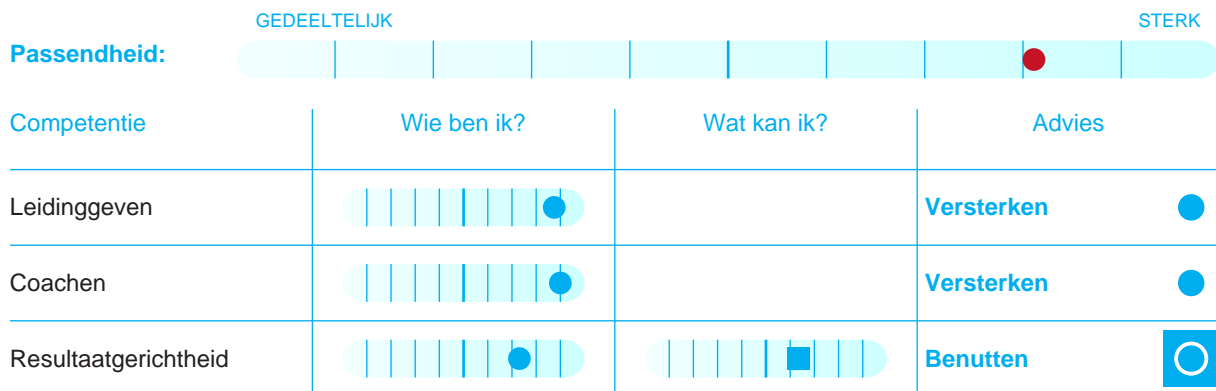 GEDEELTELIJK STERK
Passendheid:
Competentie Wie ben ik? Wat kan ik? Advies
Leidinggeven Versterken
Coachen Versterken
Resultaatgerichtheid Benutten